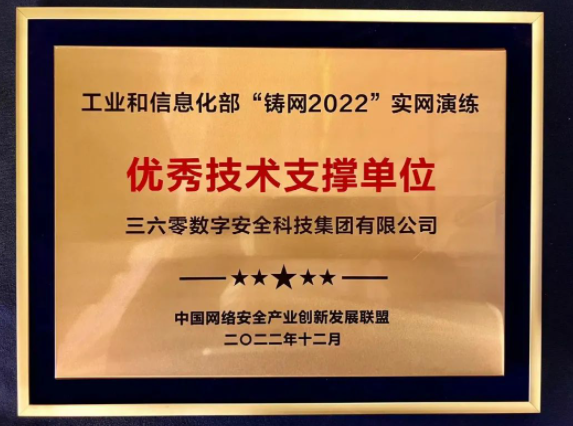 工业和信息化部“铸网2022”实网演练
优秀技术支撑单位
三六零数字安全科技集团有限公司
中国网络安全产业创新发展联盟
二〇二二年十二月